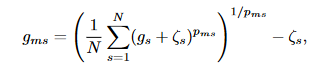 g_{ms} = \left( \frac{1}{N} \sum_{s=1}^{N} (g_s + \zeta_s)^{p_{ms}} \right)^{1/p_{ms}} - \zeta_s,